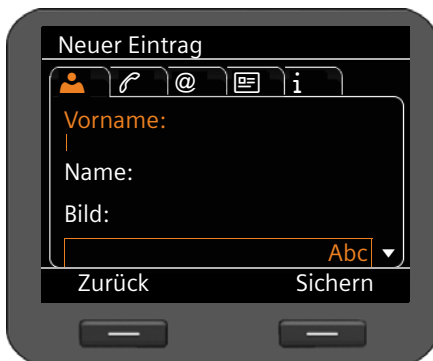 Neuer Eintrag
@ i
Vorname:
Name:
Bild:
Abc
Zurück Sichern